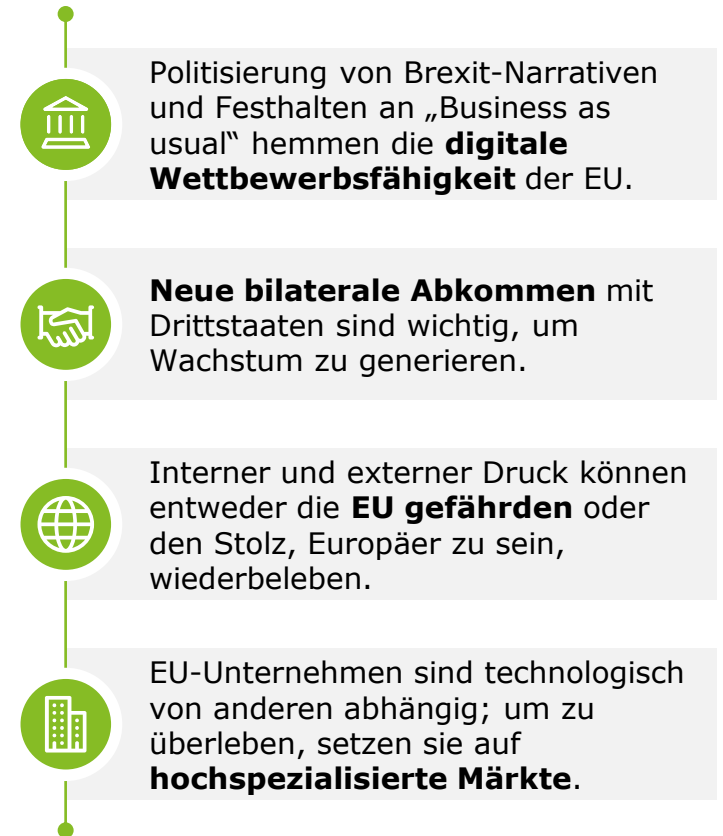 Politisierung von Brexit-Narrativen
und Festhalten an „Business as
usual“ hemmen die digitale
Wettbewerbsfähigkeit der EU.
Neue bilaterale Abkommen mit
Drittstaaten sind wichtig, um
Wachstum zu generieren.
Interner und externer Druck können
entweder die EU gefährden oder
den Stolz, Europäer zu sein,
wiederbeleben.
EU-Unternehmen sind technologisch
von anderen abhängig; um zu
überleben, setzen sie auf
hochspezialisierte Märkte.